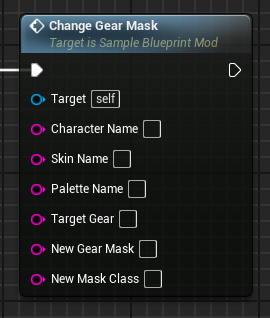 Change Gear Mask
Target is Sample Blueprint Mod
Target self
Character Name
Skin Name
Palette Name
Target Gear
New Gear Mask
New Mask Class